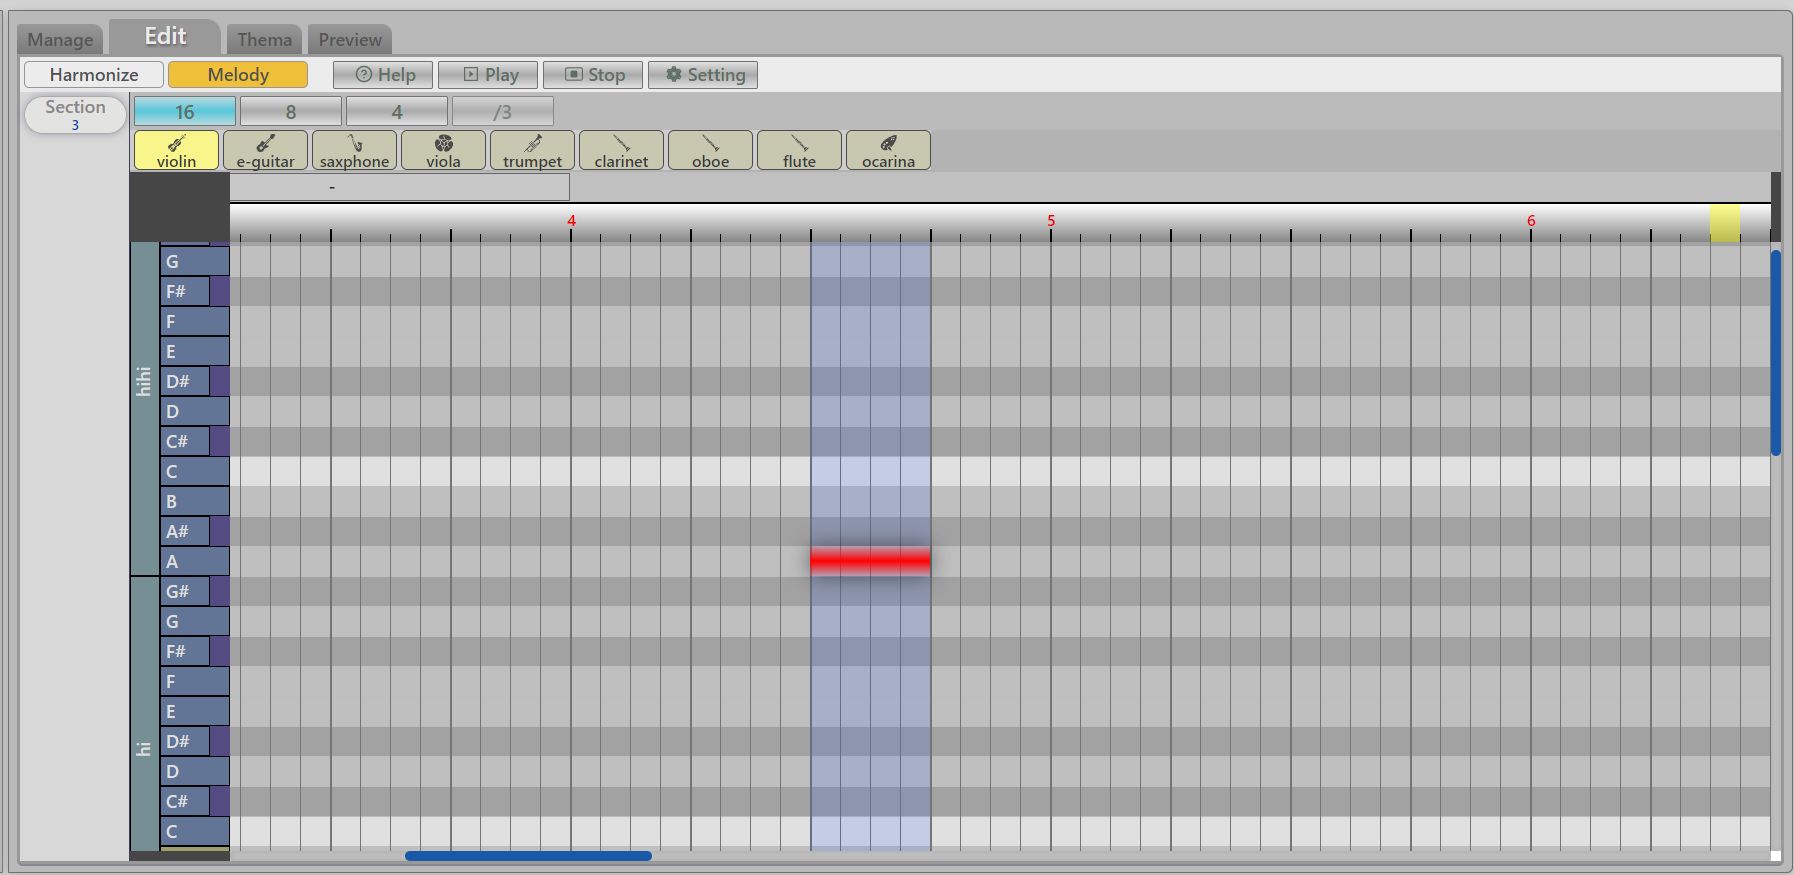 Manage Edit Thema Preview
Harmonize Melody Help Play Stop Setting
Section 16 8 4 /3
3
violin e-guitar saxphone viola trumpet clarinet oboe flute ocarina
-
4 5 6
G
F#
F
E
D#
hihi
D
C#
C
B
A#
A
G#
G
F#
F
E
D#
hi
D
C#
C